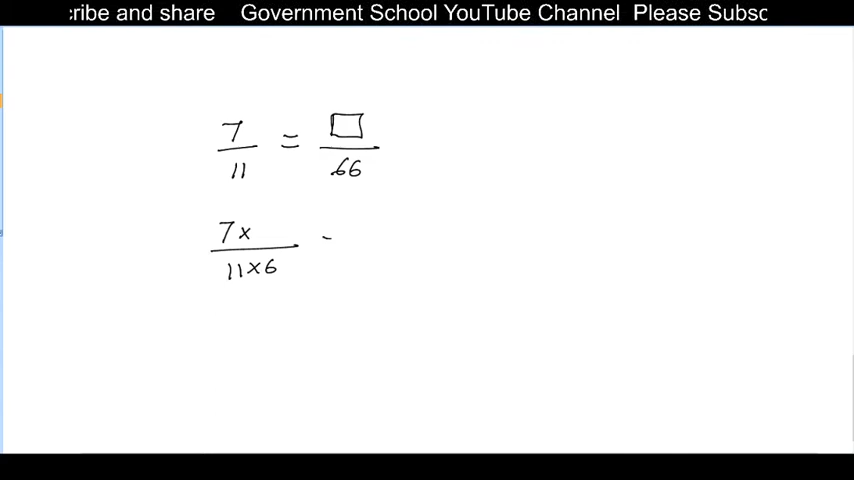 ribe and share Government School YouTube Channel Please Subsc
7/11 = □/66
7× / 11×6 -